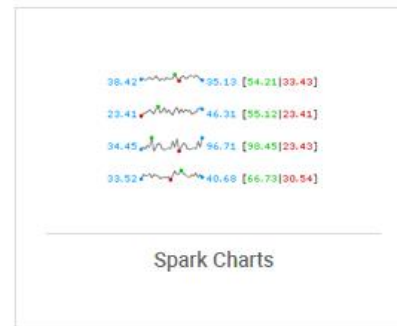 38.42 35.13 [54.21|33.43]
23.41 46.31 [55.12|23.41]
34.45 96.71 [98.45|23.43]
33.52 40.68 [66.73|30.54]
Spark Charts